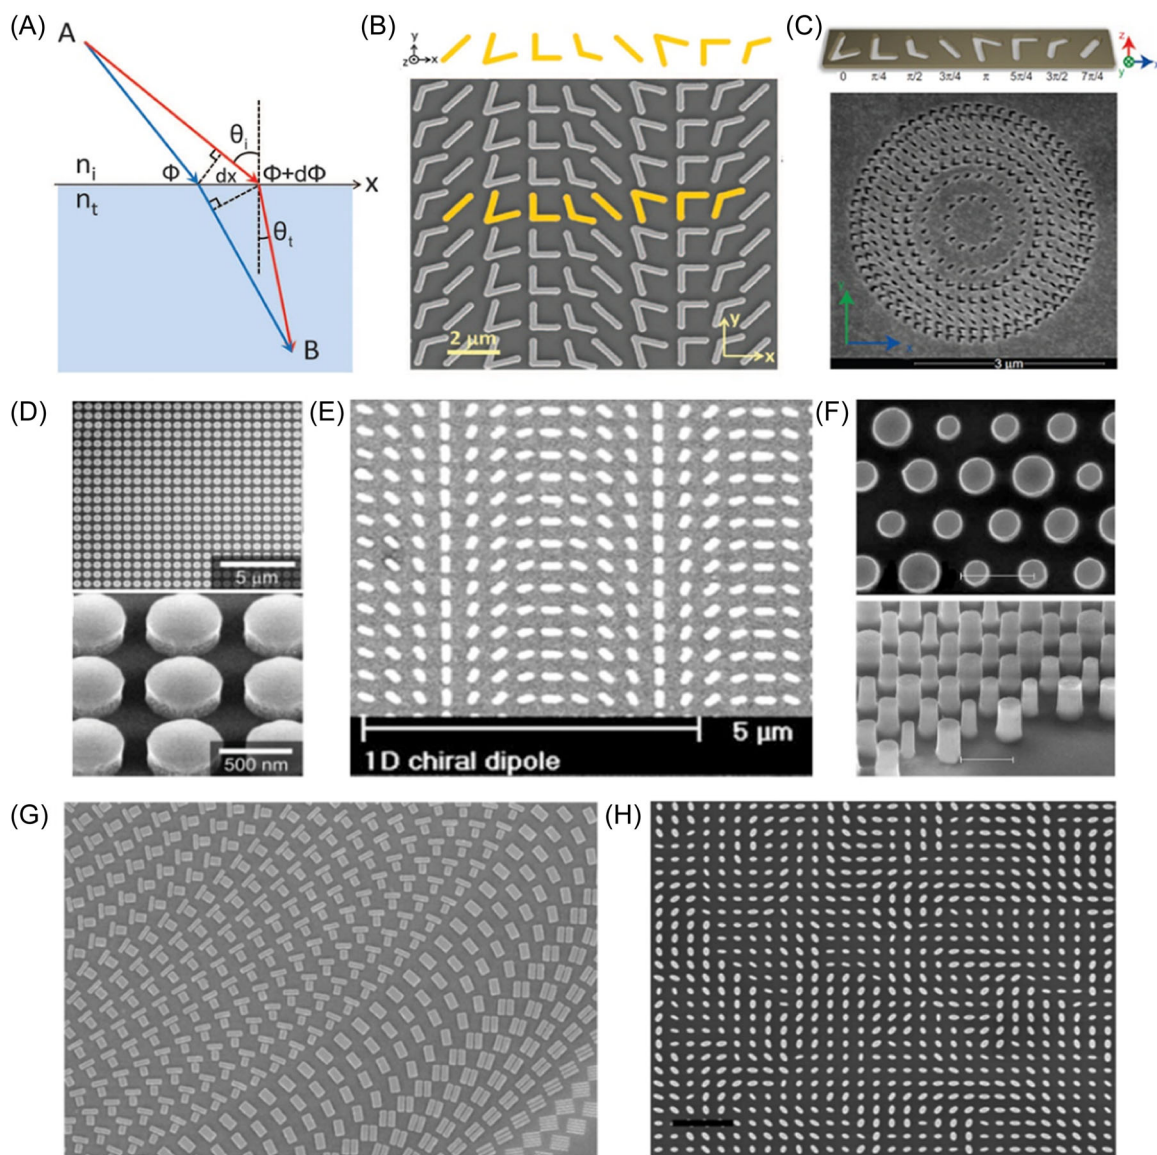 (A)
A
θi
ni
Φ
dx
Φ+dΦ
x
nt
θt
B
(B)
y
z
x
2 μm
y
x
(C)
0 π/4 π/2 3π/4 π 5π/4 3π/2 7π/4
z
y
x
3 μm
(D)
5 μm
500 nm
(E)
5 μm
1D chiral dipole
(F)
(G)
(H)